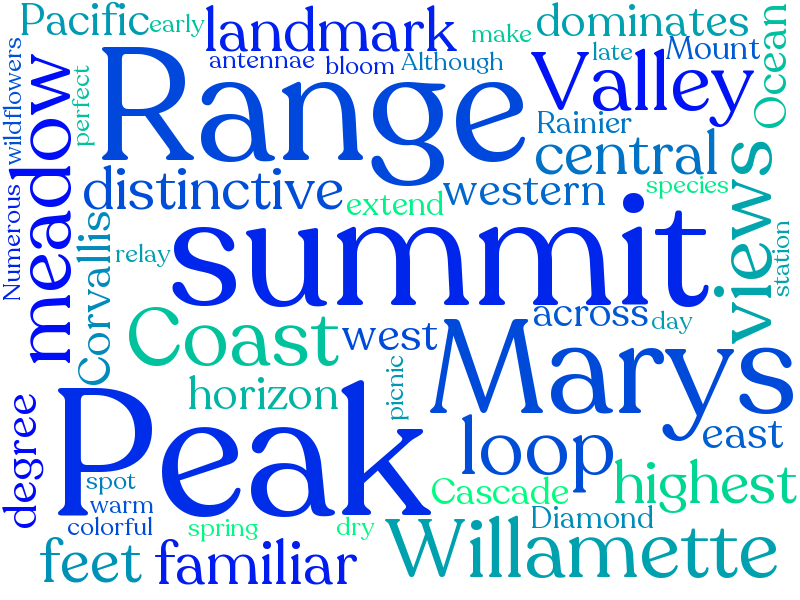 Pacific
early
landmark
make
dominates
Ocean
wildflowers
perfect
antennae
bloom
Although
late
Mount
Range
Valley
meadow
Rainier
central
distinctive
western
species
views
Numerous
Corvallis
extend
relay
summit
station
Coast
west
across
day
Marys
horizon
picnic
Peak
degree
loop
east
spot
Cascade
highest
warm
colorful
spring
dry
Diamond
Willamette
feet
familiar